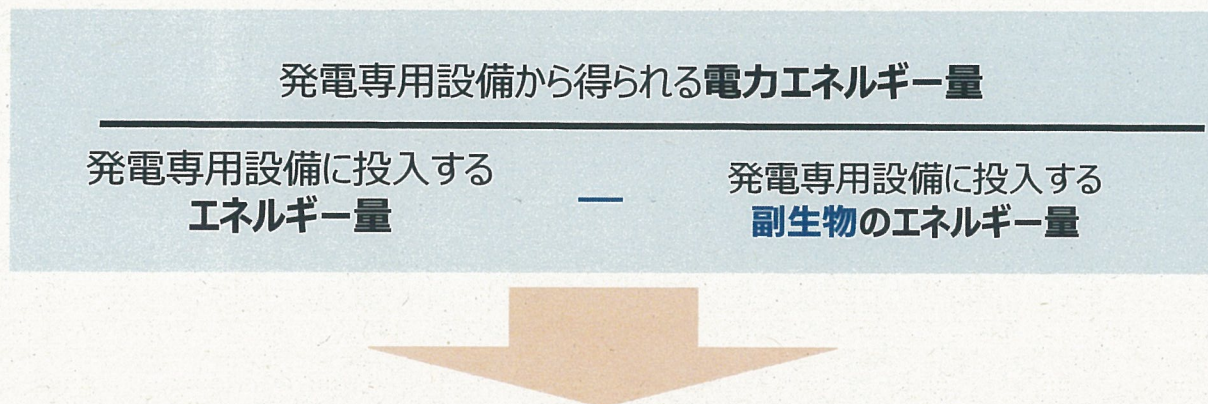 発電専用設備から得られる電力エネルギー量
発電専用設備に投入する
エネルギー量
—
発電専用設備に投入する
副生物のエネルギー量